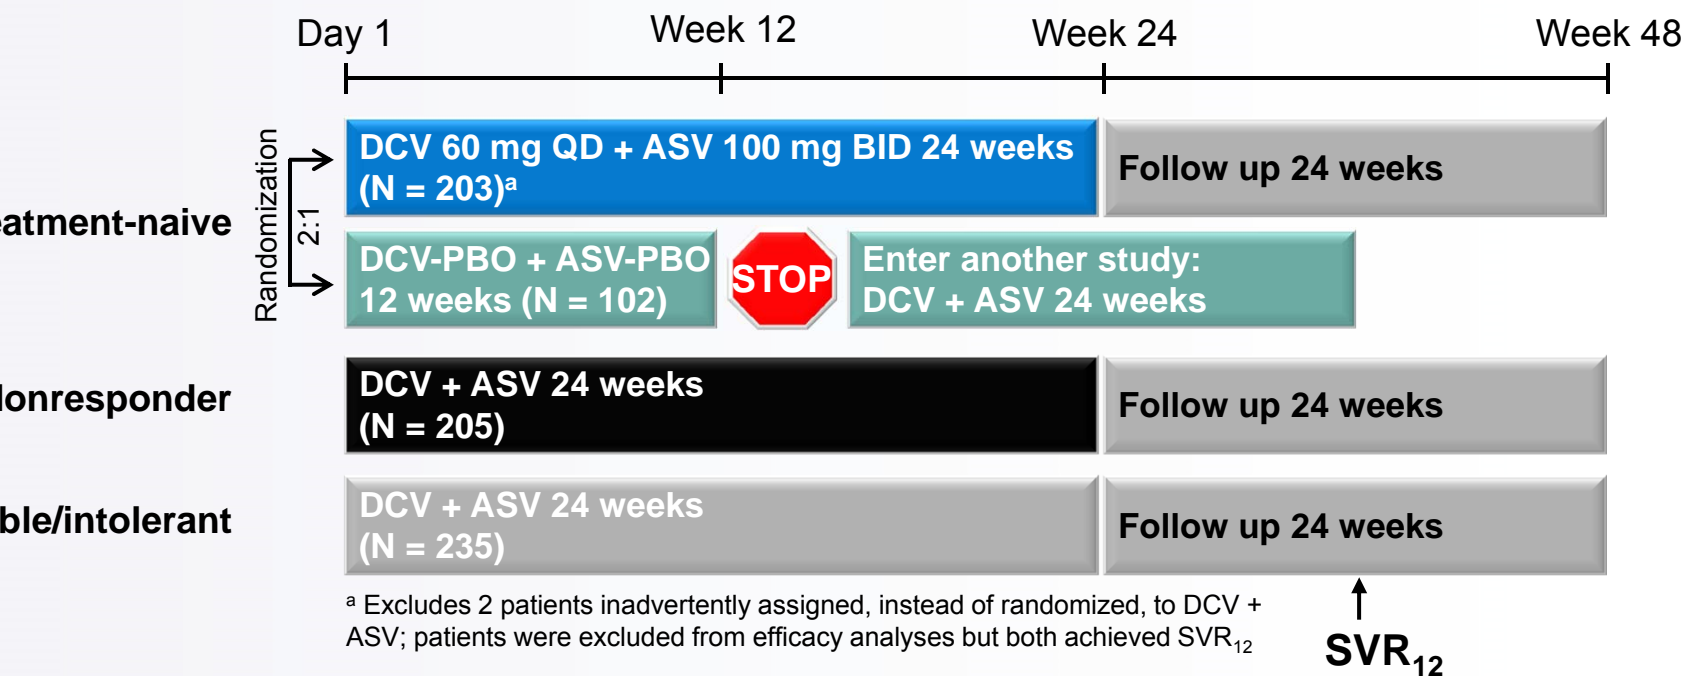 Day 1
Week 12
Week 24
Week 48
Randomization
2:1
DCV 60 mg QD + ASV 100 mg BID 24 weeks
(N = 203)ᵃ
Follow up 24 weeks
eatment-naive
DCV-PBO + ASV-PBO
12 weeks (N = 102)
STOP
Enter another study:
DCV + ASV 24 weeks
onresponder
DCV + ASV 24 weeks
(N = 205)
Follow up 24 weeks
ble/intolerant
DCV + ASV 24 weeks
(N = 235)
Follow up 24 weeks
ᵃ Excludes 2 patients inadvertently assigned, instead of randomized, to DCV +
ASV; patients were excluded from efficacy analyses but both achieved SVR₁₂
SVR₁₂